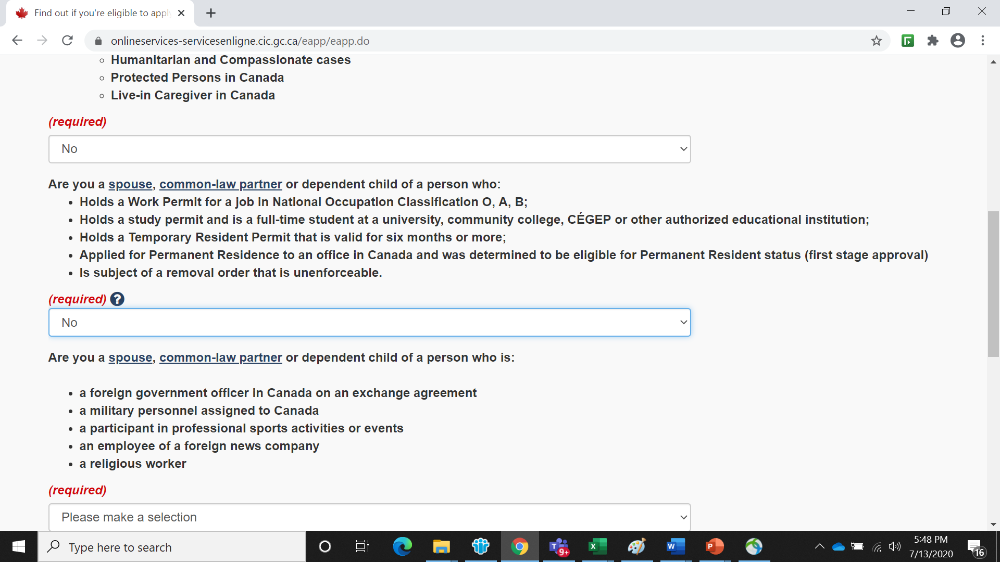 Find out if you're eligible to appl
onlineservices-servicesenligne.cic.gc.ca/eapp/eapp.do
Humanitarian and Compassionate cases
Protected Persons in Canada
Live-in Caregiver in Canada
(required)
No
Are you a spouse, common-law partner or dependent child of a person who:
Holds a Work Permit for a job in National Occupation Classification O, A, B;
Holds a study permit and is a full-time student at a university, community college, CÉGEP or other authorized educational institution;
Holds a Temporary Resident Permit that is valid for six months or more;
Applied for Permanent Residence to an office in Canada and was determined to be eligible for Permanent Resident status (first stage approval)
Is subject of a removal order that is unenforceable.
(required) ?
No
Are you a spouse, common-law partner or dependent child of a person who is:
a foreign government officer in Canada on an exchange agreement
a military personnel assigned to Canada
a participant in professional sports activities or events
an employee of a foreign news company
a religious worker
(required)
Please make a selection
Type here to search
T 9+
X
W
P
5:48 PM
7/13/2020
16